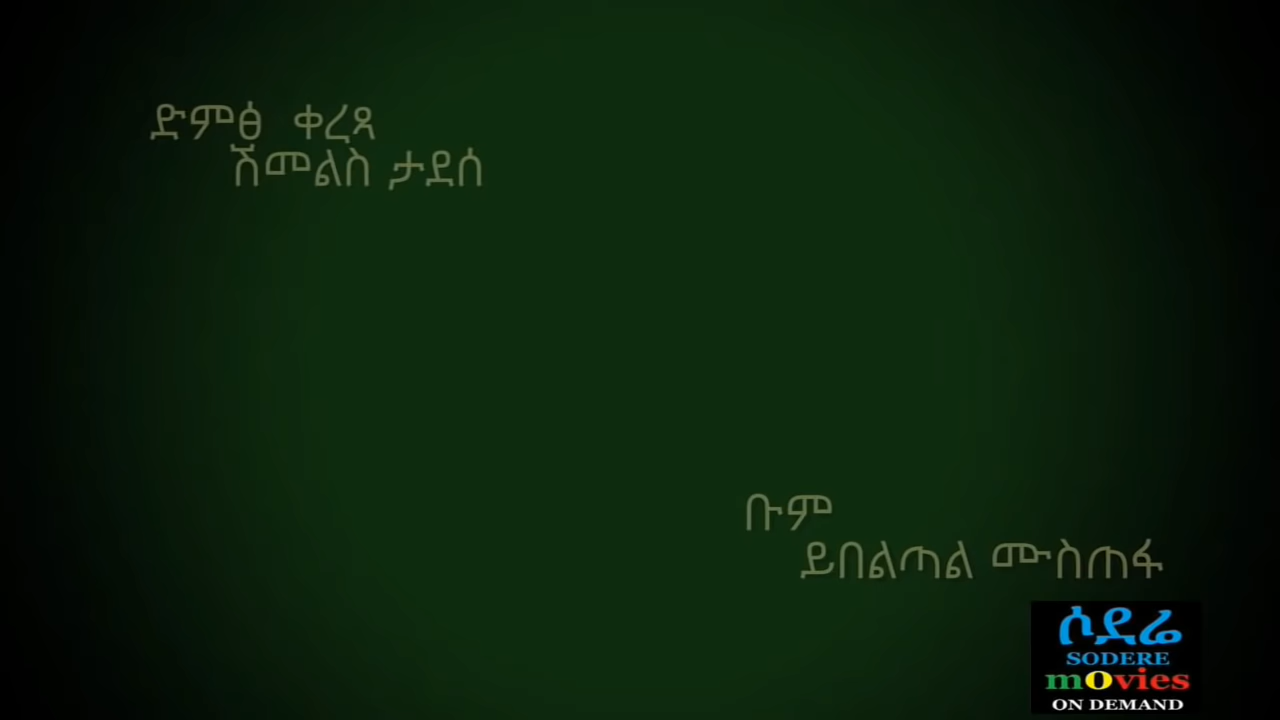 ድምፅ ቀረጻ
ሽመልስ ታደሰ
ቡም
ይበልጣል ሙስጠፋ
ሶደሬ
SODERE
mOvies
ON DEMAND